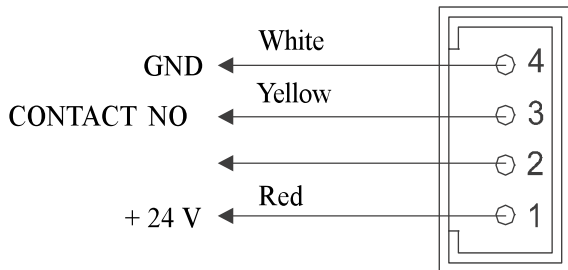 GND White 4
CONTACT NO Yellow 3
2
+ 24 V Red 1